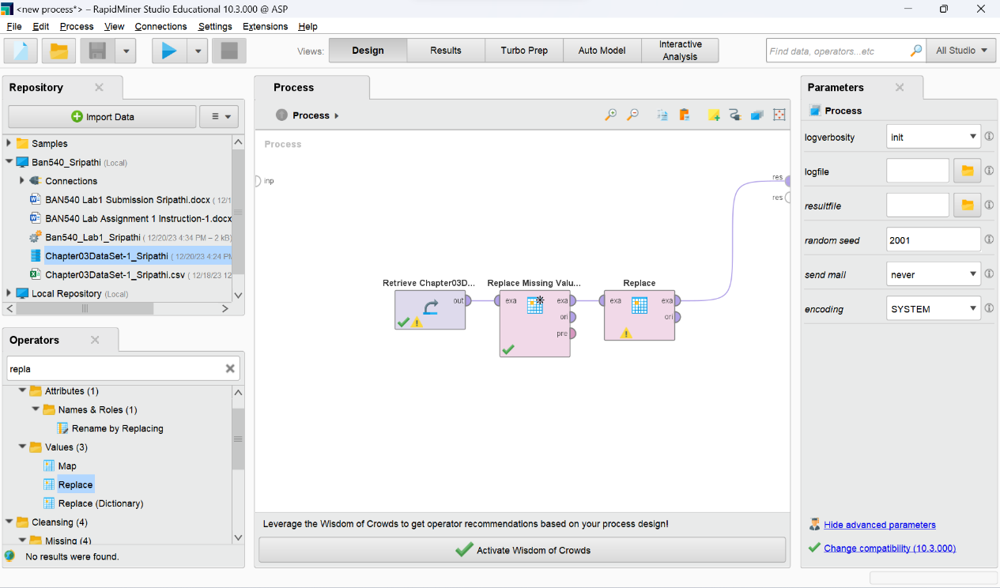 <new process*> – RapidMiner Studio Educational 10.3.000 @ ASP
File Edit Process View Connections Settings Extensions Help
Views: Design Results Turbo Prep Auto Model Interactive Analysis
Find data, operators...etc All Studio
Repository
Import Data
Samples
Ban540_Sripathi (Local)
Connections
BAN540 Lab1 Submission Sripathi.docx ( 12/1
BAN540 Lab Assignment 1 Instruction-1.docx
Ban540_Lab1_Sripathi ( 12/20/23 4:34 PM – 2 kB)
Chapter03DataSet-1_Sripathi ( 12/20/23 4:24 PM
Chapter03DataSet-1_Sripathi.csv ( 12/18/23 12
Local Repository (Local)
Operators
repla
Attributes (1)
Names & Roles (1)
Rename by Replacing
Values (3)
Map
Replace
Replace (Dictionary)
Cleansing (4)
Missing (4)
No results were found.
Process
Process
Process
inp
res
res
Retrieve Chapter03D... Replace Missing Valu... Replace
out exa exa exa exa
ori ori
pre
Leverage the Wisdom of Crowds to get operator recommendations based on your process design!
Activate Wisdom of Crowds
Parameters
Process
logverbosity init
logfile
resultfile
random seed 2001
send mail never
encoding SYSTEM
Hide advanced parameters
Change compatibility (10.3.000)